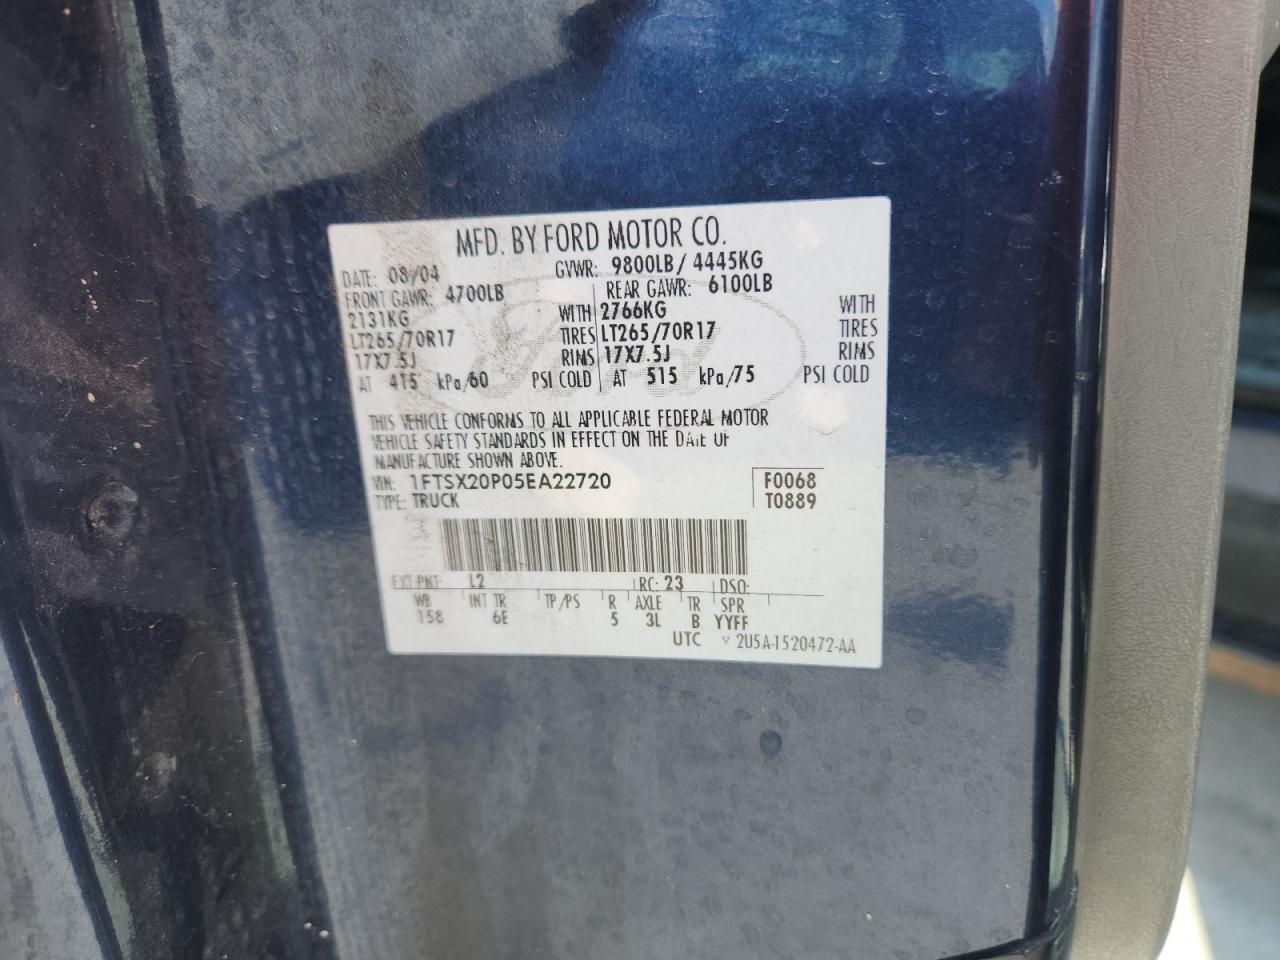 MFD. BY FORD MOTOR CO.
DATE: 08/04 GVWR: 9800LB/ 4445KG
FRONT GAWR: 4700LB REAR GAWR: 6100LB
2131KG WITH 2766KG WITH
LT265/70R17 TIRES LT265/70R17 TIRES
17X7.5J RIMS 17X7.5J RIMS
AT 415 kPa/60 PSI COLD AT 515 kPa/75 PSI COLD
THIS VEHICLE CONFORMS TO ALL APPLICABLE FEDERAL MOTOR
VEHICLE SAFETY STANDARDS IN EFFECT ON THE DATE OF
MANUFACTURE SHOWN ABOVE.
VIN: 1FTSX20P05EA22720 F0068
TYPE: TRUCK T0889
EXT PNT: L2 RC: 23 DSO:
WB INT TR TP/PS R AXLE TR SPR
158 6E 5 3L B YYFF
UTC ▽ 2U5A-1520472-AA